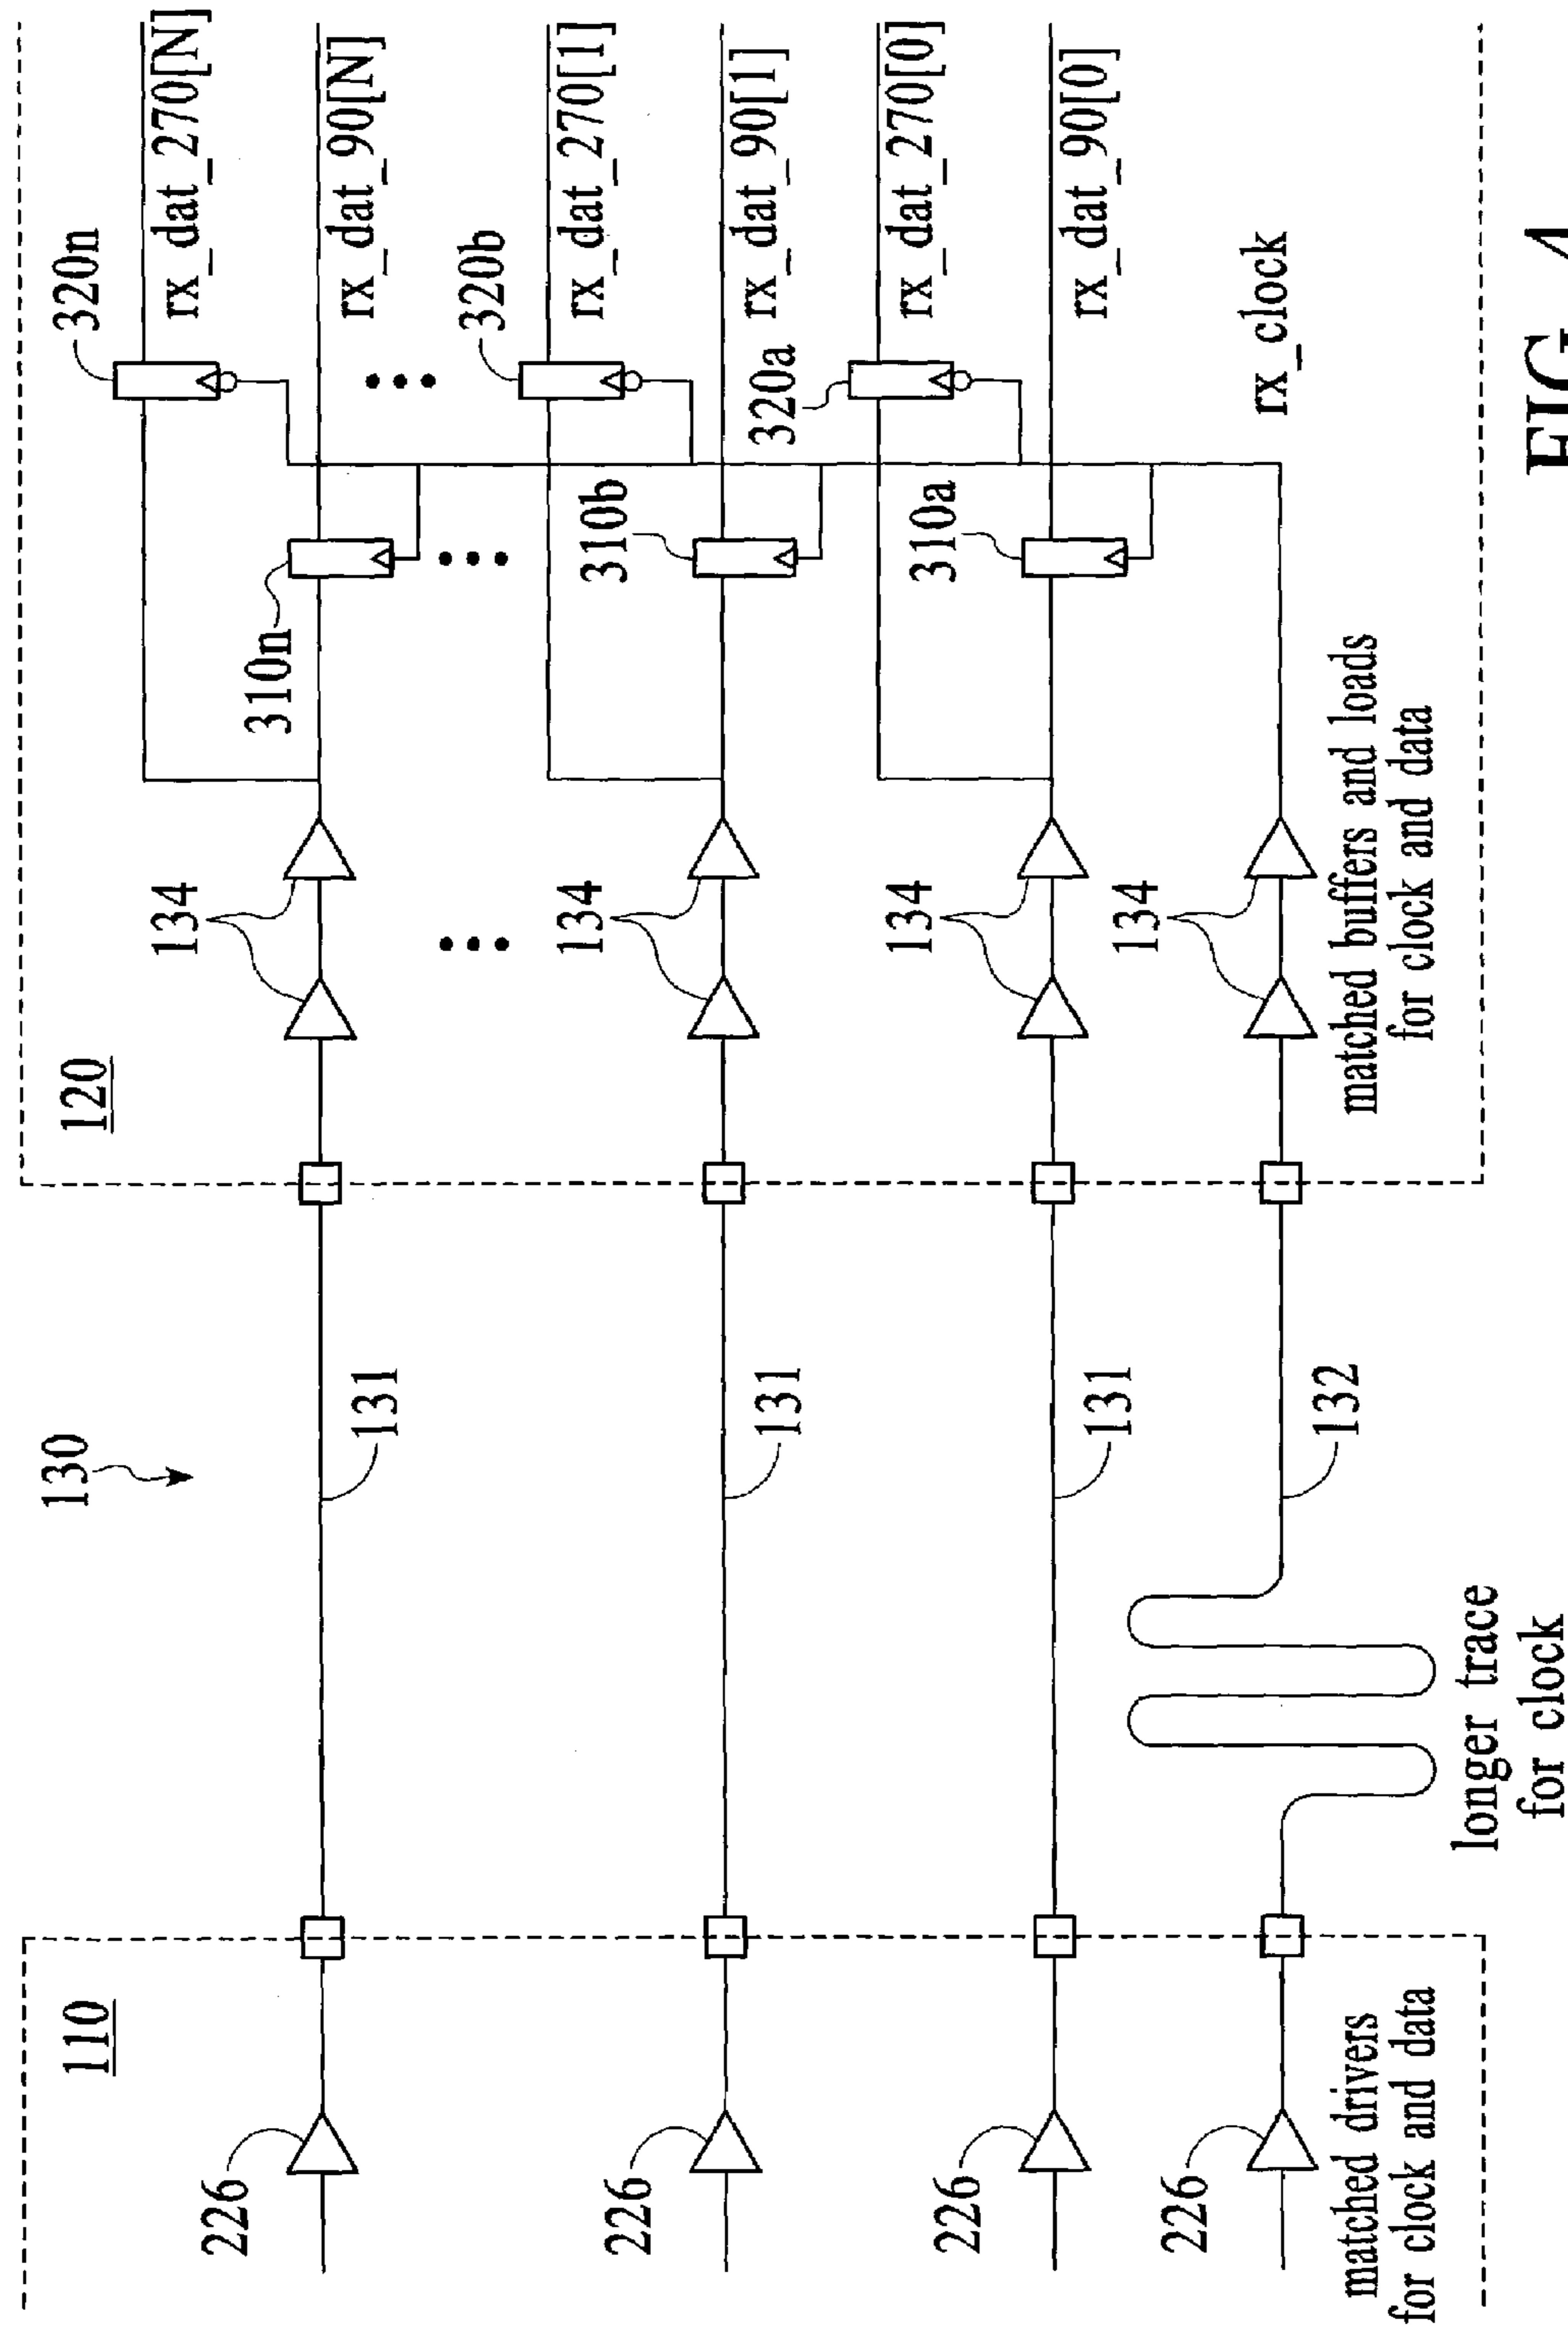 110
130
120
226
226
226
226
131
131
131
132
134
134
134
134
310n
310b
310a
320n
320b
320a
rx_dat_270[N]
rx_dat_90[N]
rx_dat_270[1]
rx_dat_90[1]
rx_dat_270[0]
rx_dat_90[0]
rx_clock
matched drivers
for clock and data
longer trace
for clock
matched buffers and loads
for clock and data
FIG. 4